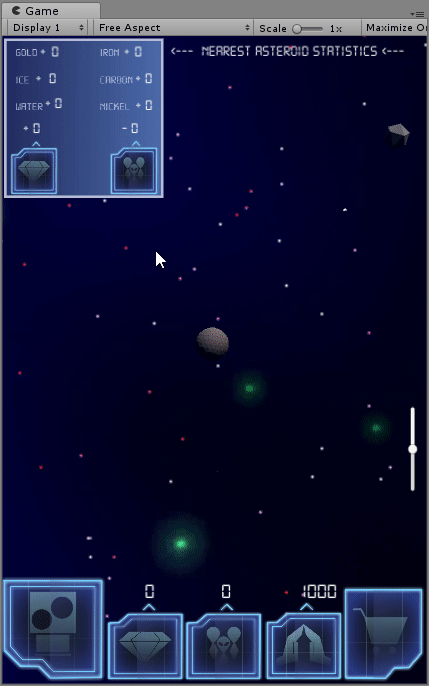 Game
Display 1 Free Aspect Scale 1x Maximize On
GOLD + 0 IRON + 0 <--- NEAREST ASTEROID STATISTICS <---
ICE + 0 CARBON + 0
WATER + 0 NICKEL + 0
+ 0 - 0
0 0 1000